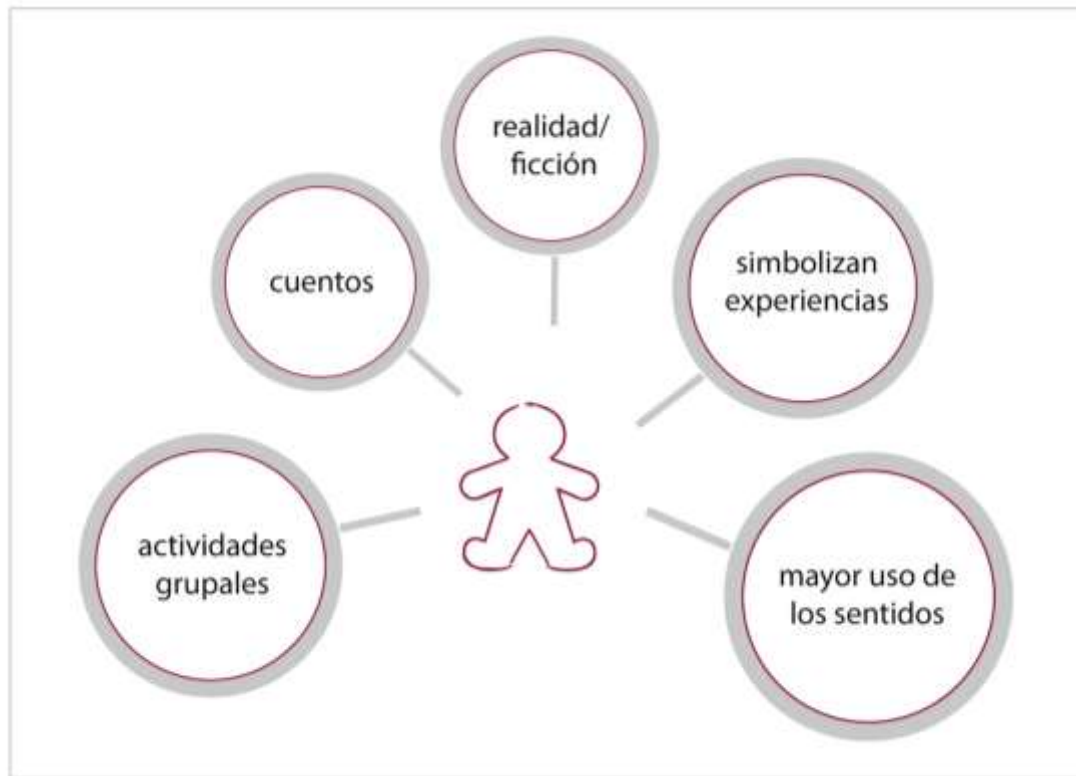 realidad/
ficción
cuentos
simbolizan
experiencias
actividades
grupales
mayor uso de
los sentidos